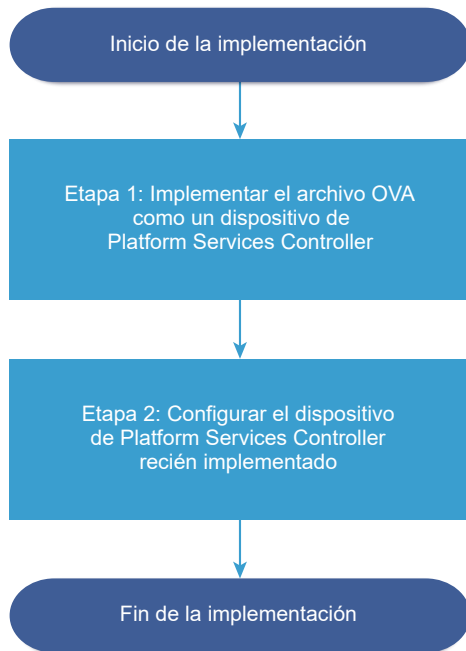 Inicio de la implementación
Etapa 1: Implementar el archivo OVA
como un dispositivo de
Platform Services Controller
Etapa 2: Configurar el dispositivo
de Platform Services Controller
recién implementado
Fin de la implementación